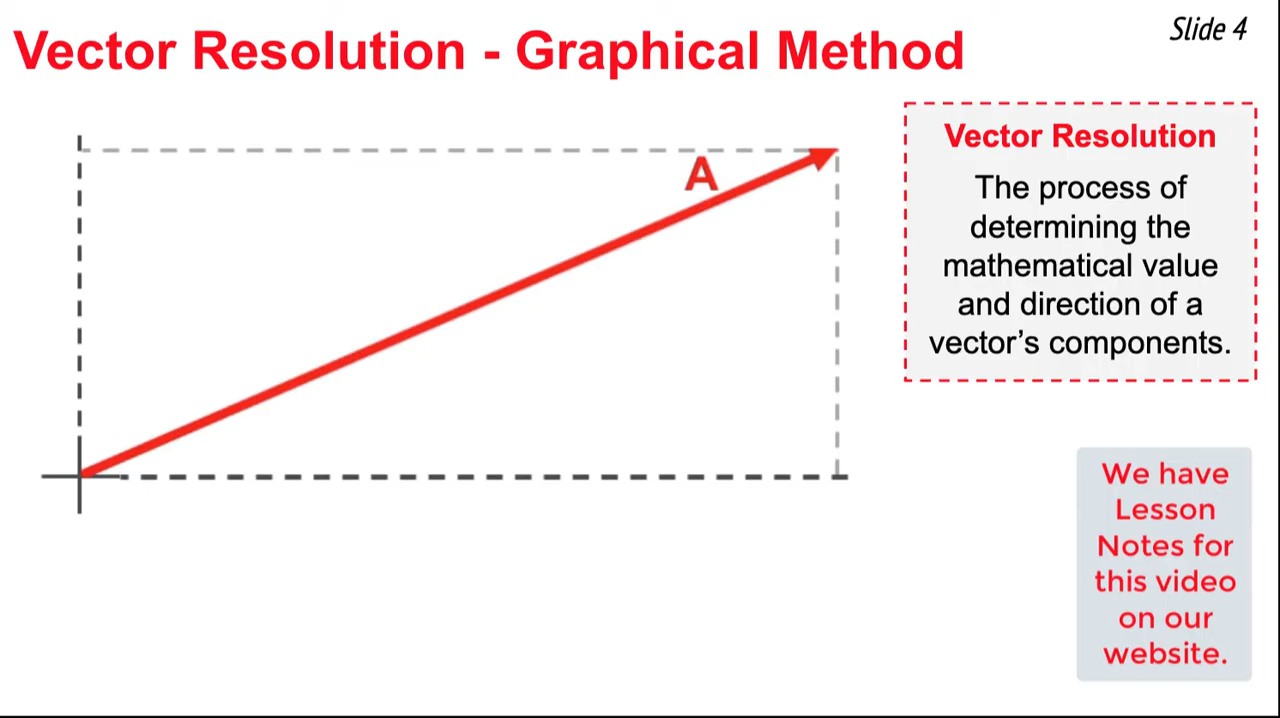 Vector Resolution - Graphical Method
Slide 4
A
Vector Resolution
The process of
determining the
mathematical value
and direction of a
vector’s components.
We have
Lesson
Notes for
this video
on our
website.